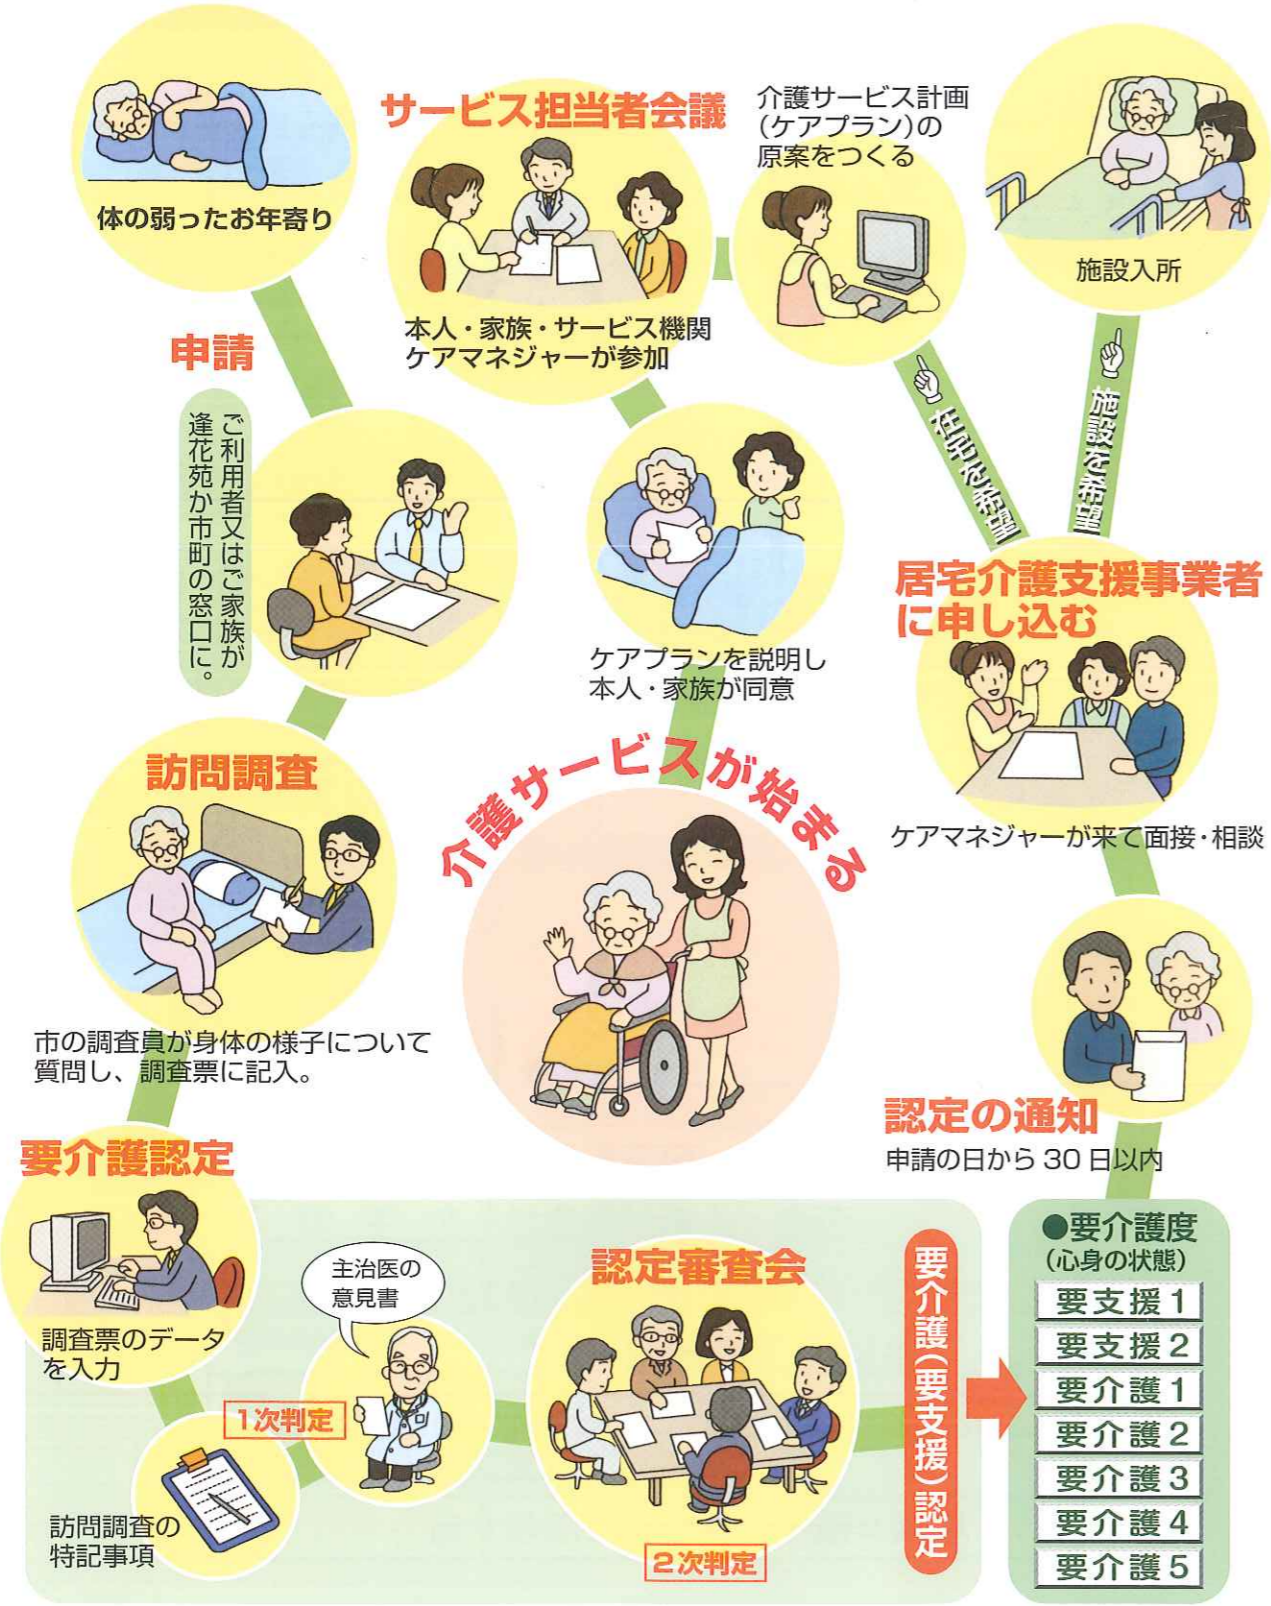 体の弱ったお年寄り
申請
ご利用者又はご家族が
逢花苑か市町の窓口に。
訪問調査
市の調査員が身体の様子について
質問し、調査票に記入。
要介護認定
調査票のデータ
を入力
訪問調査の
特記事項
1次判定
主治医の
意見書
認定審査会
2次判定
要介護(要支援)認定
●要介護度
(心身の状態)
要支援1
要支援2
要介護1
要介護2
要介護3
要介護4
要介護5
認定の通知
申請の日から30日以内
居宅介護支援事業者
に申し込む
ケアマネジャーが来て面接・相談
施設を希望
施設入所
在宅を希望
介護サービス計画
(ケアプラン)の
原案をつくる
サービス担当者会議
本人・家族・サービス機関
ケアマネジャーが参加
ケアプランを説明し
本人・家族が同意
介護サービスが始まる